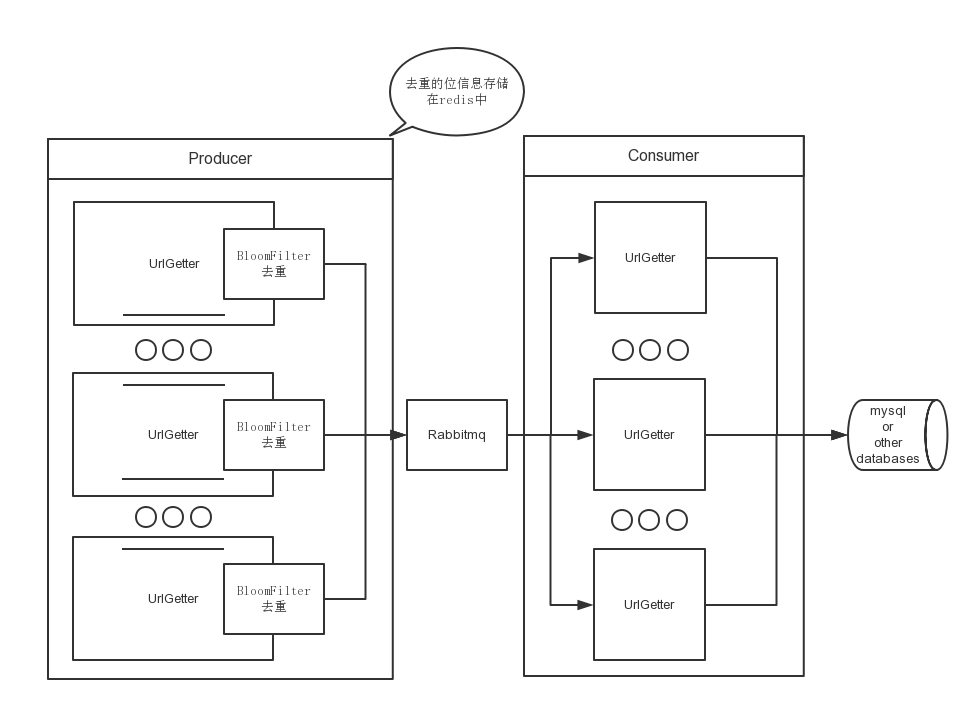 去重的位信息存储
在redis中
Producer
Consumer
UrlGetter
BloomFilter
去重
UrlGetter
UrlGetter
BloomFilter
去重
Rabbitmq
UrlGetter
mysql
or
other
databases
UrlGetter
BloomFilter
去重
UrlGetter